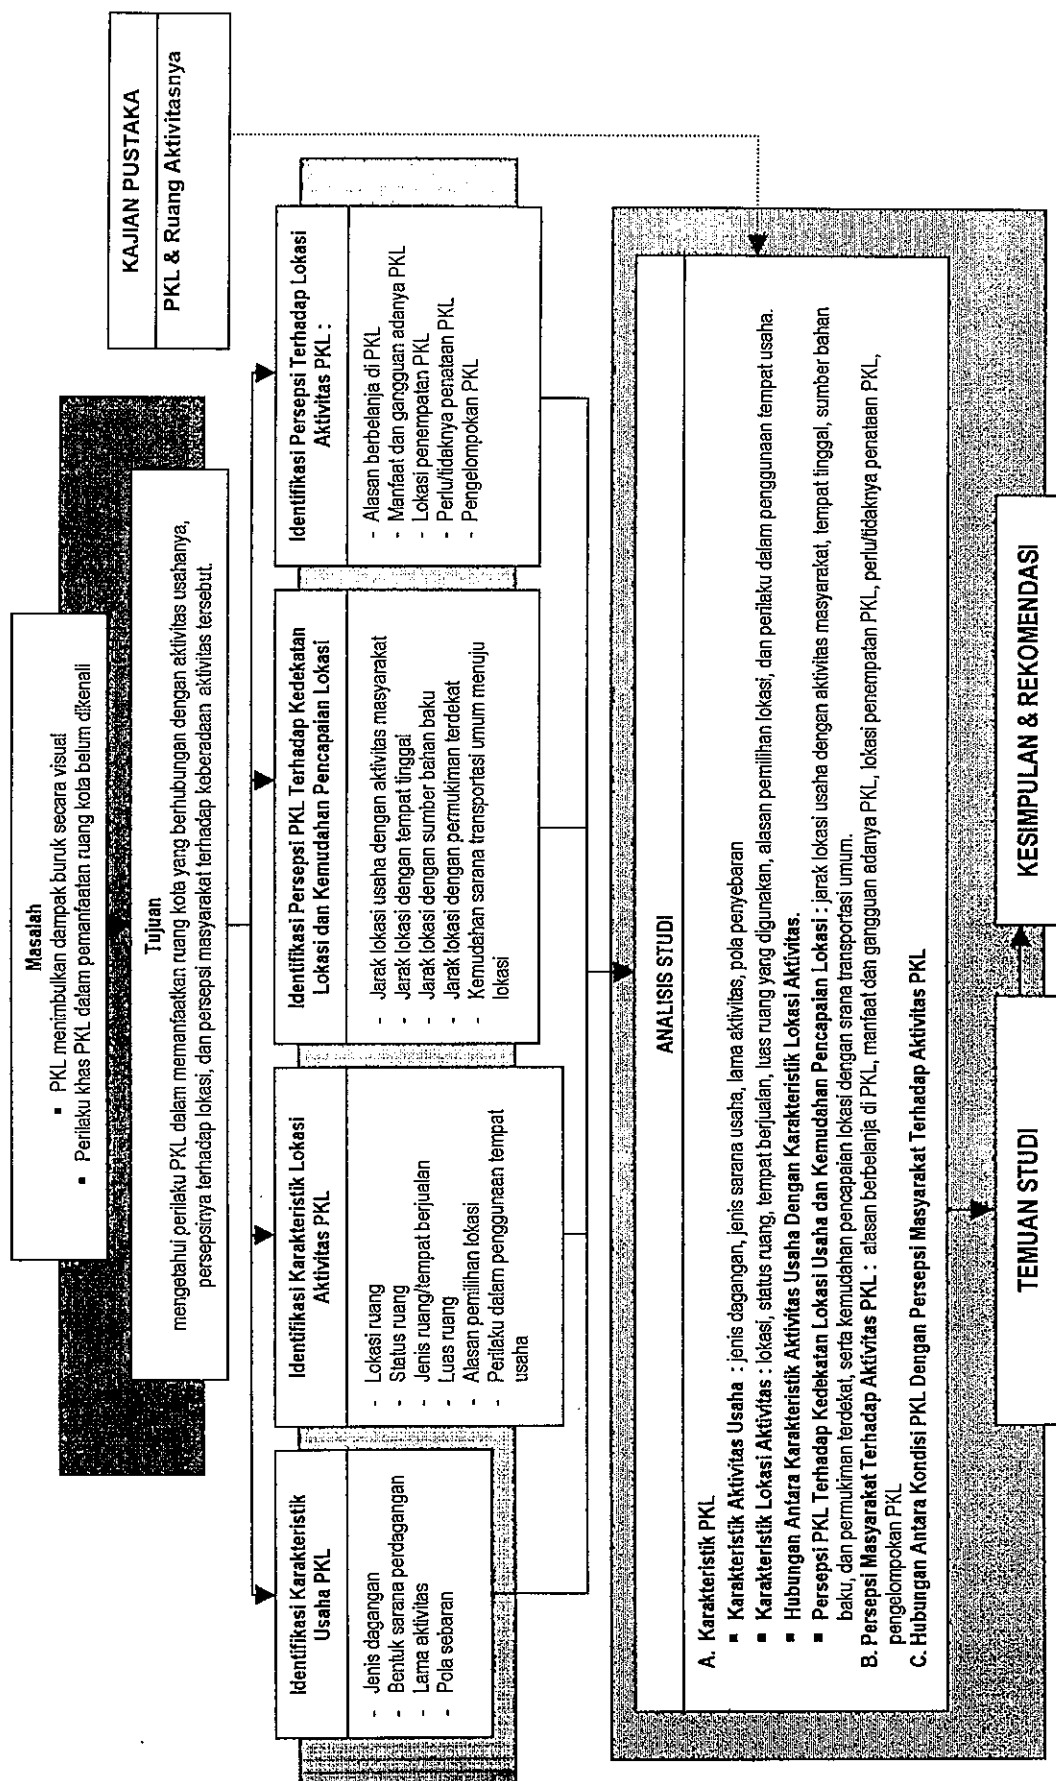 Masalah
▪ PKL menimbulkan dampak buruk secara visual
▪ Perilaku khas PKL dalam pemanfaatan ruang kota belum dikenali
Tujuan
mengetahui perilaku PKL dalam memanfaatkan ruang kota yang berhubungan dengan aktivitas usahanya,
persepsinya terhadap lokasi, dan persepsi masyarakat terhadap keberadaan aktivitas tersebut.
KAJIAN PUSTAKA
PKL & Ruang Aktivitasnya
Identifikasi Karakteristik
Usaha PKL
- Jenis dagangan
- Bentuk sarana perdagangan
- Lama aktivitas
- Pola sebaran
Identifikasi Karakteristik Lokasi
Aktivitas PKL
- Lokasi ruang
- Status ruang
- Jenis ruang/tempat berjualan
- Luas ruang
- Alasan pemilihan lokasi
- Perilaku dalam penggunaan tempat
usaha
Identifikasi Persepsi PKL Terhadap Kedekatan
Lokasi dan Kemudahan Pencapaian Lokasi
- Jarak lokasi usaha dengan aktivitas masyarakat
- Jarak lokasi dengan tempat tinggal
- Jarak lokasi dengan sumber bahan baku
- Jarak lokasi dengan permukiman terdekat
- Kemudahan sarana transportasi umum menuju
lokasi
Identifikasi Persepsi Terhadap Lokasi
Aktivitas PKL :
- Alasan berbelanja di PKL
- Manfaat dan gangguan adanya PKL
- Lokasi penempatan PKL
- Perlu/tidaknya penataan PKL
- Pengelompokan PKL
ANALISIS STUDI
A. Karakteristik PKL
▪ Karakteristik Aktivitas Usaha : jenis dagangan, jenis sarana usaha, lama aktivitas, pola penyebaran
▪ Karakteristik Lokasi Aktivitas : lokasi, status ruang, tempat berjualan, luas ruang yang digunakan, alasan pemilihan lokasi, dan perilaku dalam penggunaan tempat usaha.
▪ Hubungan Antara Karakteristik Aktivitas Usaha Dengan Karakteristik Lokasi Aktivitas.
▪ Persepsi PKL Terhadap Kedekatan Lokasi Usaha dan Kemudahan Pencapaian Lokasi : jarak lokasi usaha dengan aktivitas masyarakat, tempat tinggal, sumber bahan
baku, dan permukiman terdekat, serta kemudahan pencapaian lokasi dengan srana transportasi umum.
B. Persepsi Masyarakat Terhadap Aktivitas PKL : alasan berbelanja di PKL, manfaat dan gangguan adanya PKL, lokasi penempatan PKL, perlu/tidaknya penataan PKL,
pengelompokan PKL
C. Hubungan Antara Kondisi PKL Dengan Persepsi Masyarakat Terhadap Aktivitas PKL
TEMUAN STUDI
KESIMPULAN & REKOMENDASI